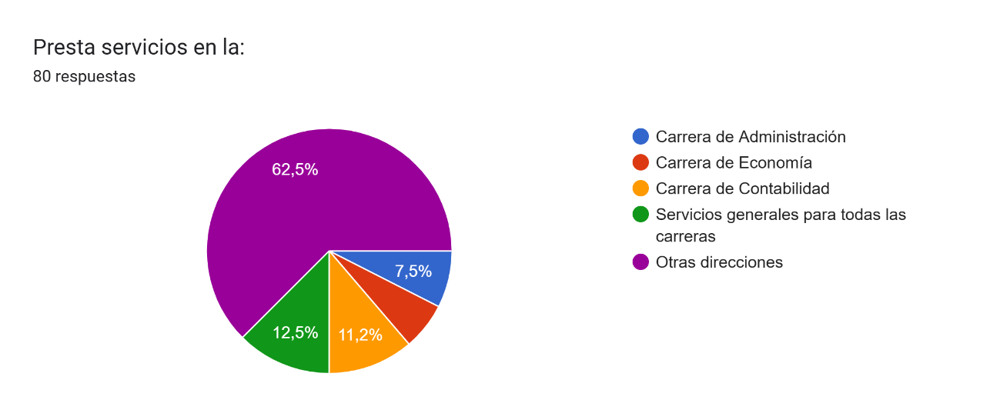 Presta servicios en la:
80 respuestas
62,5%
7,5%
12,5%
11,2%
Carrera de Administración
Carrera de Economía
Carrera de Contabilidad
Servicios generales para todas las
carreras
Otras direcciones